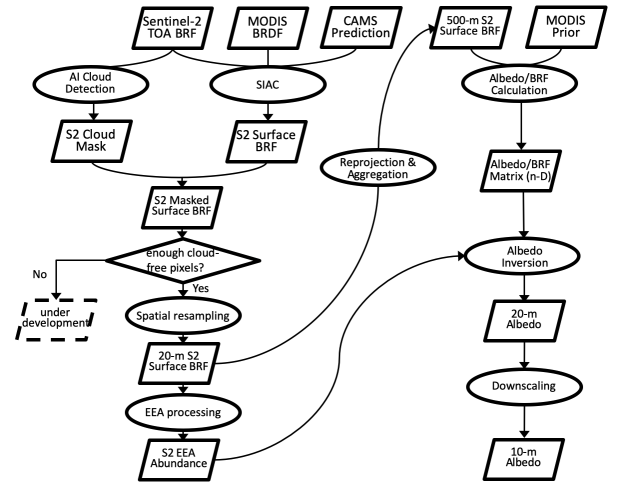 Sentinel-2
TOA BRF
MODIS
BRDF
CAMS
Prediction
500-m S2
Surface BRF
MODIS
Prior
AI Cloud
Detection
SIAC
Albedo/BRF
Calculation
S2 Cloud
Mask
S2 Surface
BRF
Reprojection &
Aggregation
Albedo/BRF
Matrix (n-D)
S2 Masked
Surface BRF
enough cloud-
free pixels?
Albedo
Inversion
No
Yes
under
development
Spatial resampling
20-m
Albedo
20-m S2
Surface BRF
Downscaling
EEA processing
S2 EEA
Abundance
10-m
Albedo